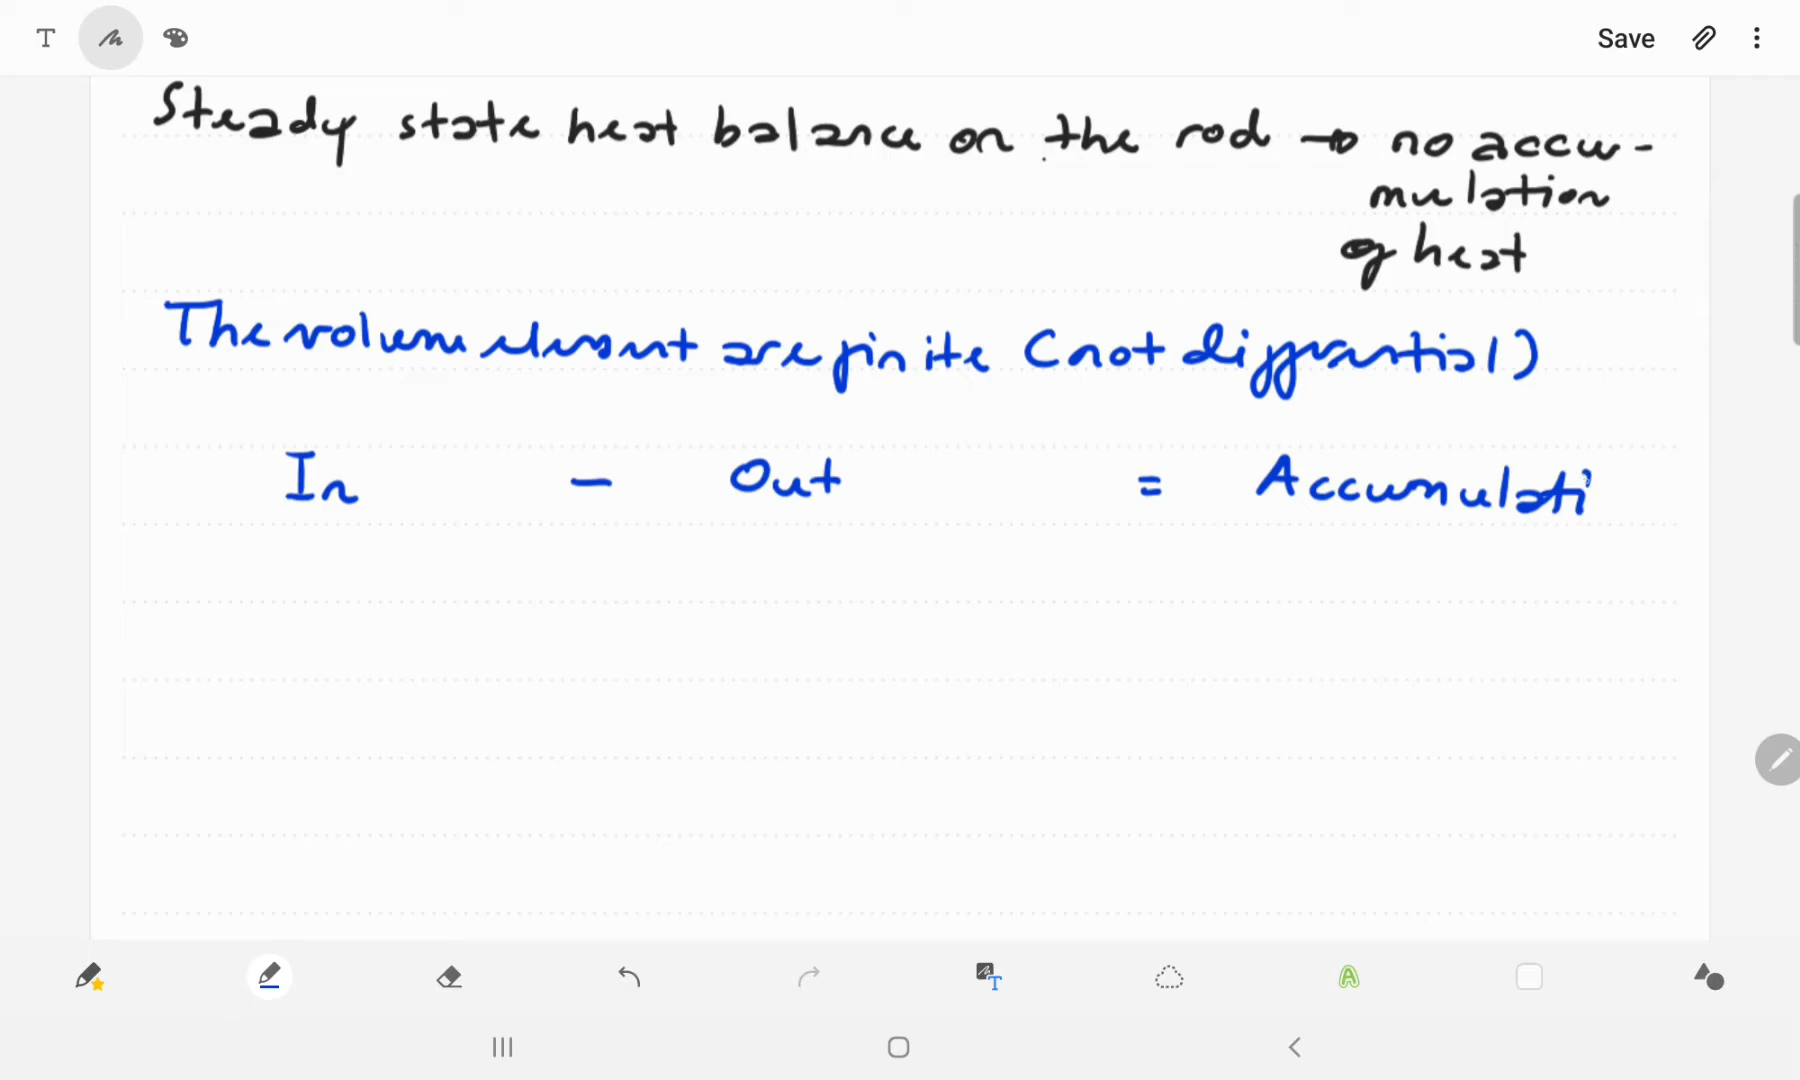 T Save
Steady state heat balance on the rod → no accu-
mulation
of heat
The volume element are finite (not differential)
In - Out = Accumulati
T
A